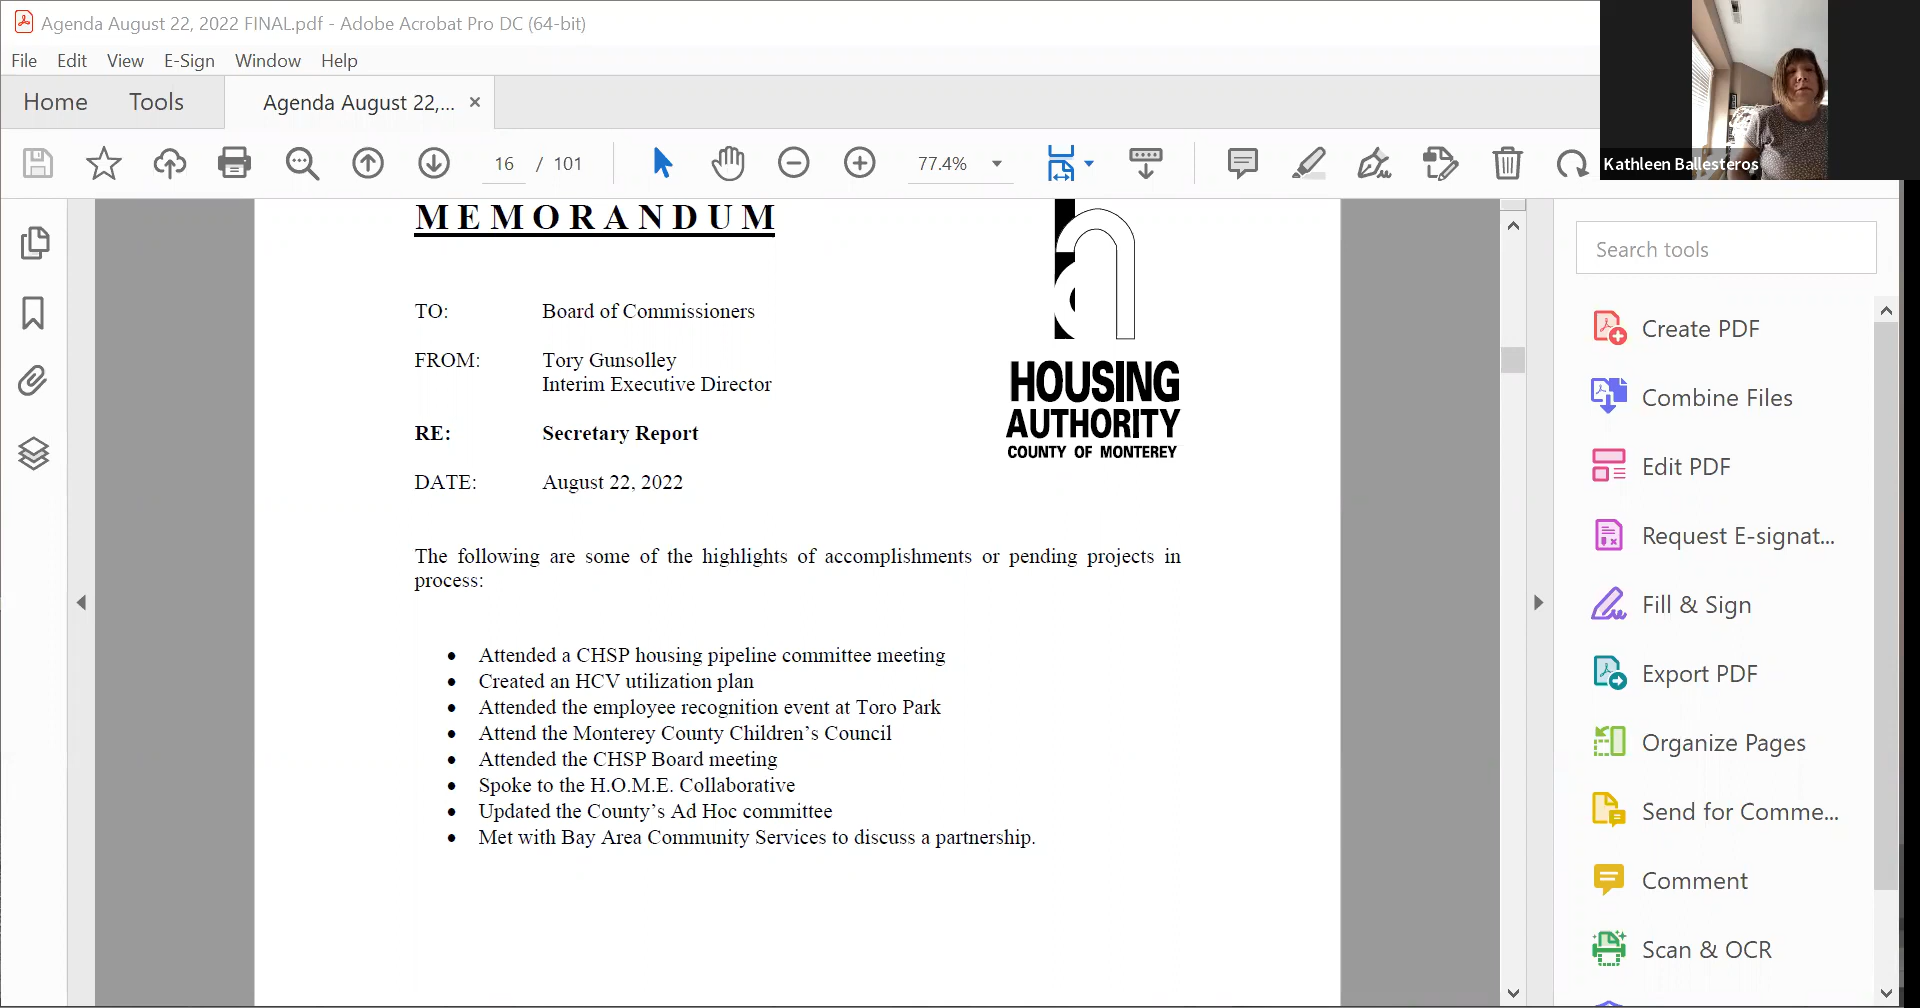 Agenda August 22, 2022 FINAL.pdf - Adobe Acrobat Pro DC (64-bit)
File Edit View E-Sign Window Help
Home Tools Agenda August 22,... ×
16 / 101 77.4%
Kathleen Ballesteros
MEMORANDUM
TO: Board of Commissioners
FROM: Tory Gunsolley
Interim Executive Director
RE: Secretary Report
DATE: August 22, 2022
ha
HOUSING
AUTHORITY
COUNTY OF MONTEREY
The following are some of the highlights of accomplishments or pending projects in
process:
• Attended a CHSP housing pipeline committee meeting
• Created an HCV utilization plan
• Attended the employee recognition event at Toro Park
• Attend the Monterey County Children’s Council
• Attended the CHSP Board meeting
• Spoke to the H.O.M.E. Collaborative
• Updated the County’s Ad Hoc committee
• Met with Bay Area Community Services to discuss a partnership.
Search tools
Create PDF
Combine Files
Edit PDF
Request E-signat...
Fill & Sign
Export PDF
Organize Pages
Send for Comme...
Comment
Scan & OCR